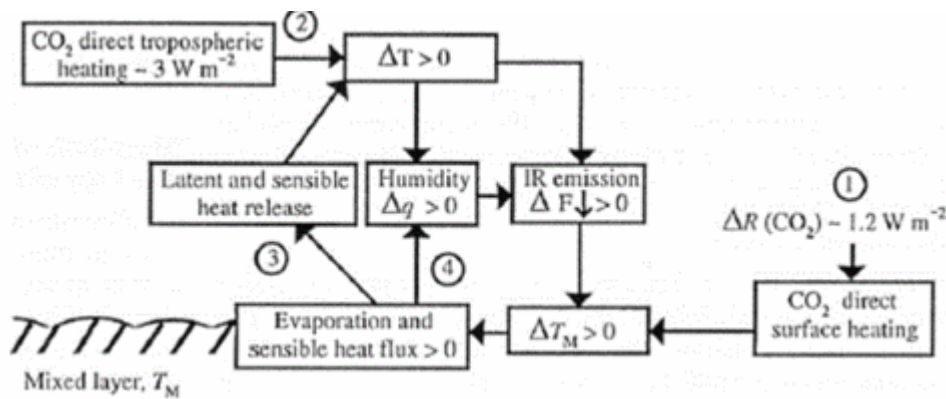 ②
CO₂ direct tropospheric
heating ~ 3 W m⁻²
ΔT > 0
Latent and sensible
heat release
Humidity
Δq > 0
IR emission
Δ F↓ > 0
①
ΔR (CO₂) ~ 1.2 W m⁻²
③
④
Evaporation and
sensible heat flux > 0
ΔT_M > 0
CO₂ direct
surface heating
Mixed layer, T_M